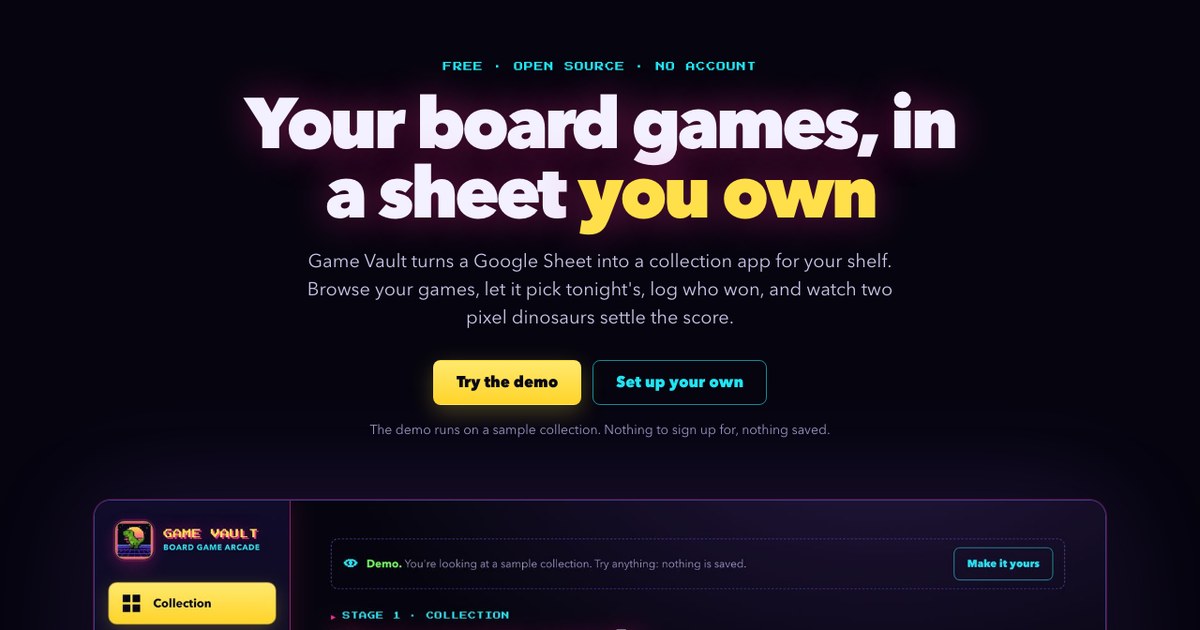 FREE · OPEN SOURCE · NO ACCOUNT
Your board games, in
a sheet you own
Game Vault turns a Google Sheet into a collection app for your shelf.
Browse your games, let it pick tonight's, log who won, and watch two
pixel dinosaurs settle the score.
Try the demo
Set up your own
The demo runs on a sample collection. Nothing to sign up for, nothing saved.
GAME VAULT
BOARD GAME ARCADE
Demo. You're looking at a sample collection. Try anything: nothing is saved.
Make it yours
Collection
STAGE 1 · COLLECTION